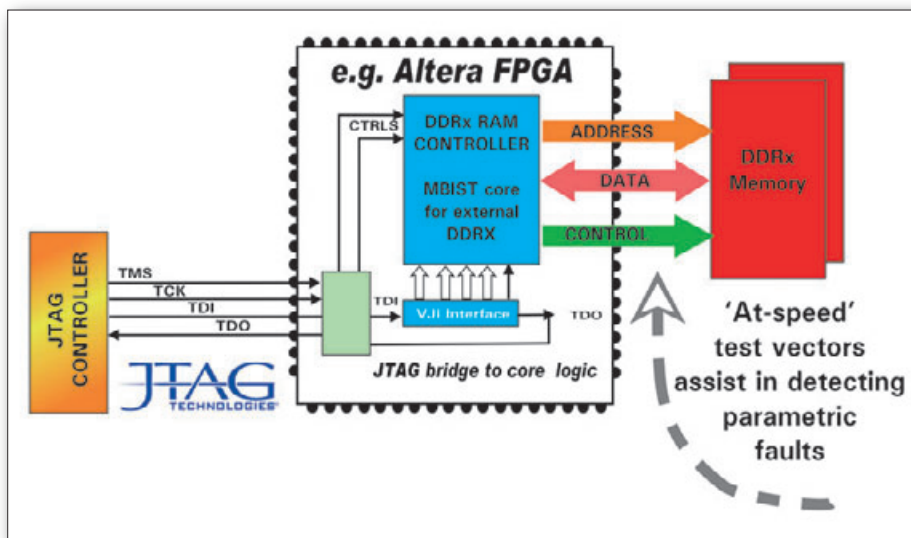 e.g. Altera FPGA
CTRLS
DDRx RAM
CONTROLLER
MBIST core
for external
DDRX
ADDRESS
DATA
CONTROL
DDRx
Memory
JTAG
CONTROLLER
TMS
TCK
TDI
TDO
TDI
VJI Interface
TDO
JTAG bridge to core logic
JTAG
TECHNOLOGIES®
'At-speed'
test vectors
assist in detecting
parametric
faults